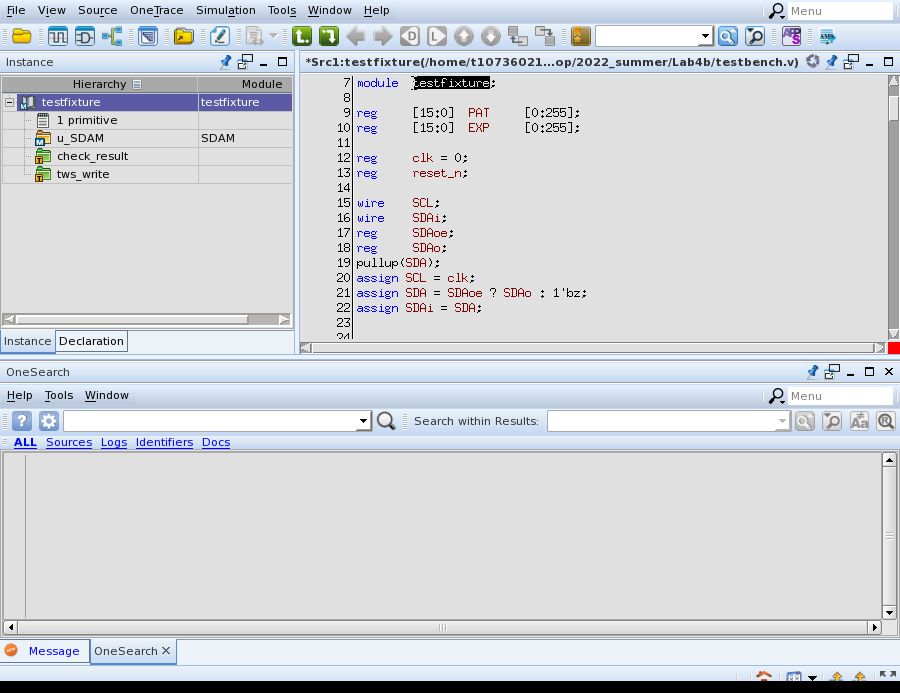 File View Source OneTrace Simulation Tools Window Help Menu
Instance
*Src1:testfixture(/home/t10736021...op/2022_summer/Lab4b/testbench.v)
Hierarchy Module
testfixture testfixture
1 primitive
u_SDAM SDAM
check_result
tws_write
7 module testfixture;
8
9 reg [15:0] PAT [0:255];
10 reg [15:0] EXP [0:255];
11
12 reg clk = 0;
13 reg reset_n;
14
15 wire SCL;
16 wire SDAi;
17 reg SDAoe;
18 reg SDAo;
19 pullup(SDA);
20 assign SCL = clk;
21 assign SDA = SDAoe ? SDAo : 1'bz;
22 assign SDAi = SDA;
23
24
Instance Declaration
OneSearch
Help Tools Window Menu
Search within Results:
ALL Sources Logs Identifiers Docs
Message OneSearch